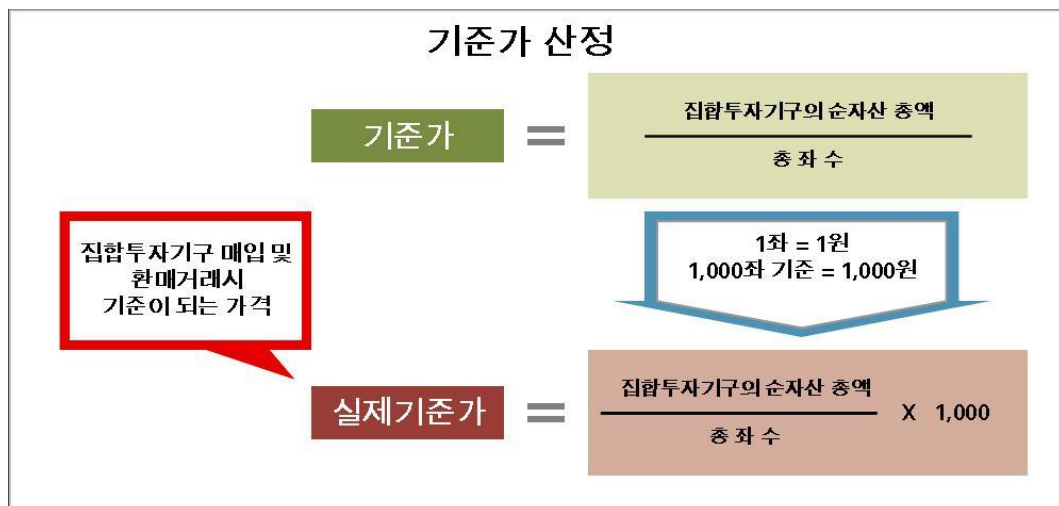 기준가 산정
기준가
=
집합투자기구의 순자산 총액
총 좌 수
집합투자기구 매입 및
환매거래시
기준이 되는 가격
1좌 = 1원
1,000좌 기준 = 1,000원
실제기준가
=
집합투자기구의 순자산 총액
총 좌 수
X 1,000